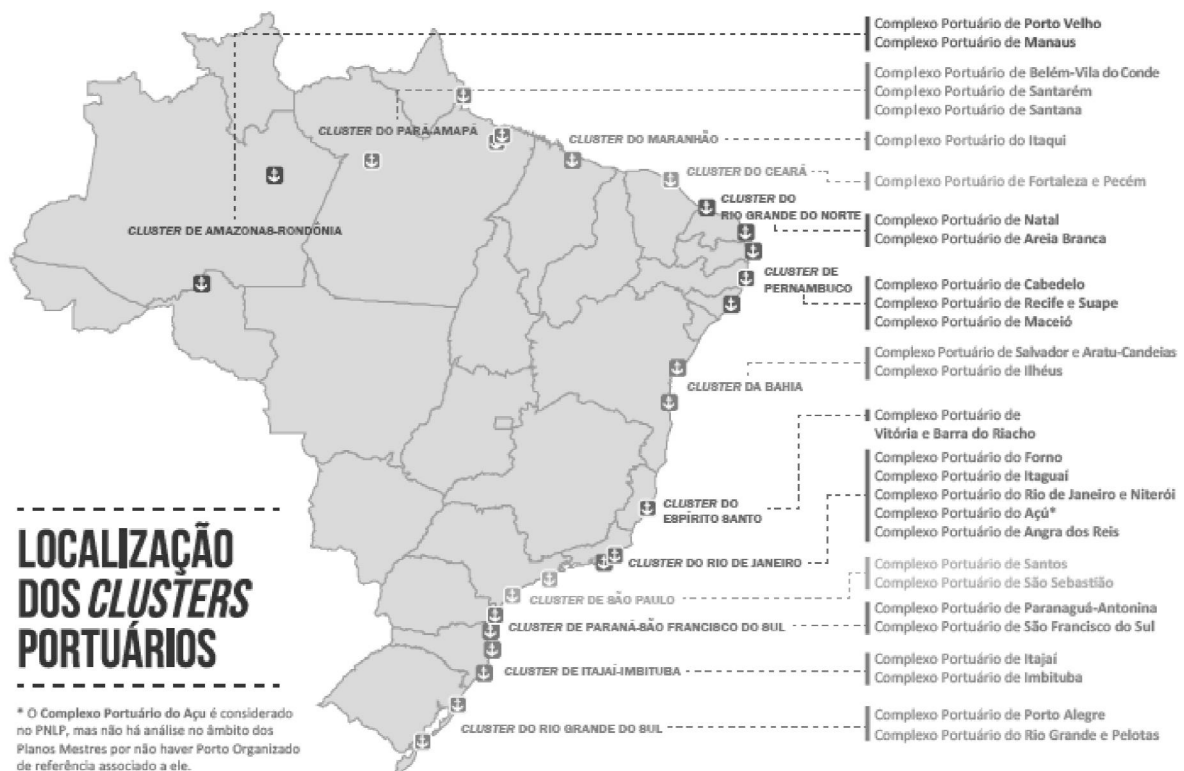 Complexo Portuário de Porto Velho
Complexo Portuário de Manaus
Complexo Portuário de Belém-Vila do Conde
Complexo Portuário de Santarém
Complexo Portuário de Santana
CLUSTER DO PARÁ-AMAPÁ
CLUSTER DO MARANHÃO
Complexo Portuário do Itaqui
CLUSTER DO CEARÁ
Complexo Portuário de Fortaleza e Pecém
CLUSTER DO
RIO GRANDE DO NORTE
Complexo Portuário de Natal
Complexo Portuário de Areia Branca
CLUSTER DE AMAZONAS-RONDÔNIA
CLUSTER DE
PERNAMBUCO
Complexo Portuário de Cabedelo
Complexo Portuário de Recife e Suape
Complexo Portuário de Maceió
Complexo Portuário de Salvador e Aratu-Candeias
Complexo Portuário de Ilhéus
CLUSTER DA BAHIA
Complexo Portuário de
Vitória e Barra do Riacho
CLUSTER DO
ESPÍRITO SANTO
Complexo Portuário do Forno
Complexo Portuário de Itaguaí
Complexo Portuário do Rio de Janeiro e Niterói
Complexo Portuário do Açú*
Complexo Portuário de Angra dos Reis
CLUSTER DO RIO DE JANEIRO
Complexo Portuário de Santos
Complexo Portuário de São Sebastião
CLUSTER DE SÃO PAULO
Complexo Portuário de Paranaguá-Antonina
Complexo Portuário de São Francisco do Sul
CLUSTER DE PARANÁ-SÃO FRANCISCO DO SUL
Complexo Portuário de Itajaí
Complexo Portuário de Imbituba
CLUSTER DE ITAJAÍ-IMBITUBA
Complexo Portuário de Porto Alegre
Complexo Portuário do Rio Grande e Pelotas
CLUSTER DO RIO GRANDE DO SUL
LOCALIZAÇÃO
DOS CLUSTERS
PORTUÁRIOS
* O Complexo Portuário do Açu é considerado
no PNLP, mas não há análise no âmbito dos
Planos Mestres por não haver Porto Organizado
de referência associado a ele.